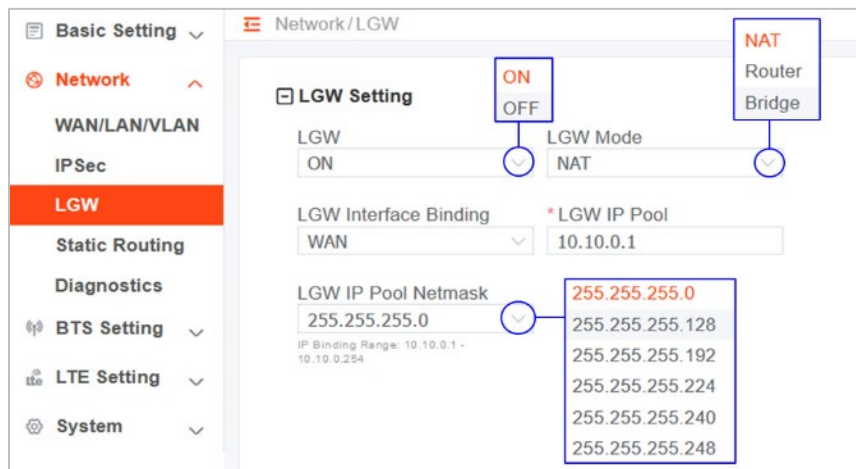 Basic Setting
Network
WAN/LAN/VLAN
IPSec
LGW
Static Routing
Diagnostics
BTS Setting
lte LTE Setting
System
Network/LGW
LGW Setting
ON
OFF
NAT
Router
Bridge
LGW
ON
LGW Mode
NAT
LGW Interface Binding
WAN
* LGW IP Pool
10.10.0.1
LGW IP Pool Netmask
255.255.255.0
IP Binding Range: 10.10.0.1 -
10.10.0.254
255.255.255.0
255.255.255.128
255.255.255.192
255.255.255.224
255.255.255.240
255.255.255.248